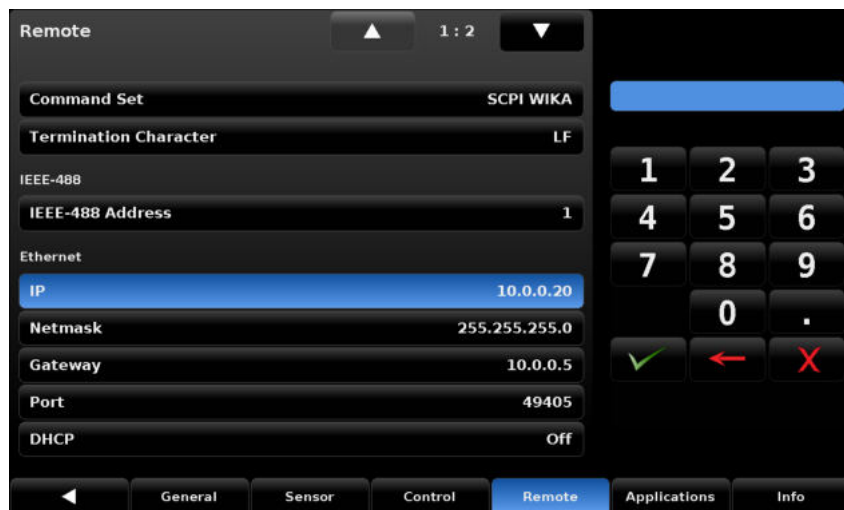 Remote
1 : 2
Command Set SCPI WIKA
Termination Character LF
IEEE-488
IEEE-488 Address 1
Ethernet
IP 10.0.0.20
Netmask 255.255.255.0
Gateway 10.0.0.5
Port 49405
DHCP Off
1 2 3
4 5 6
7 8 9
0 .
X
General Sensor Control Remote Applications Info